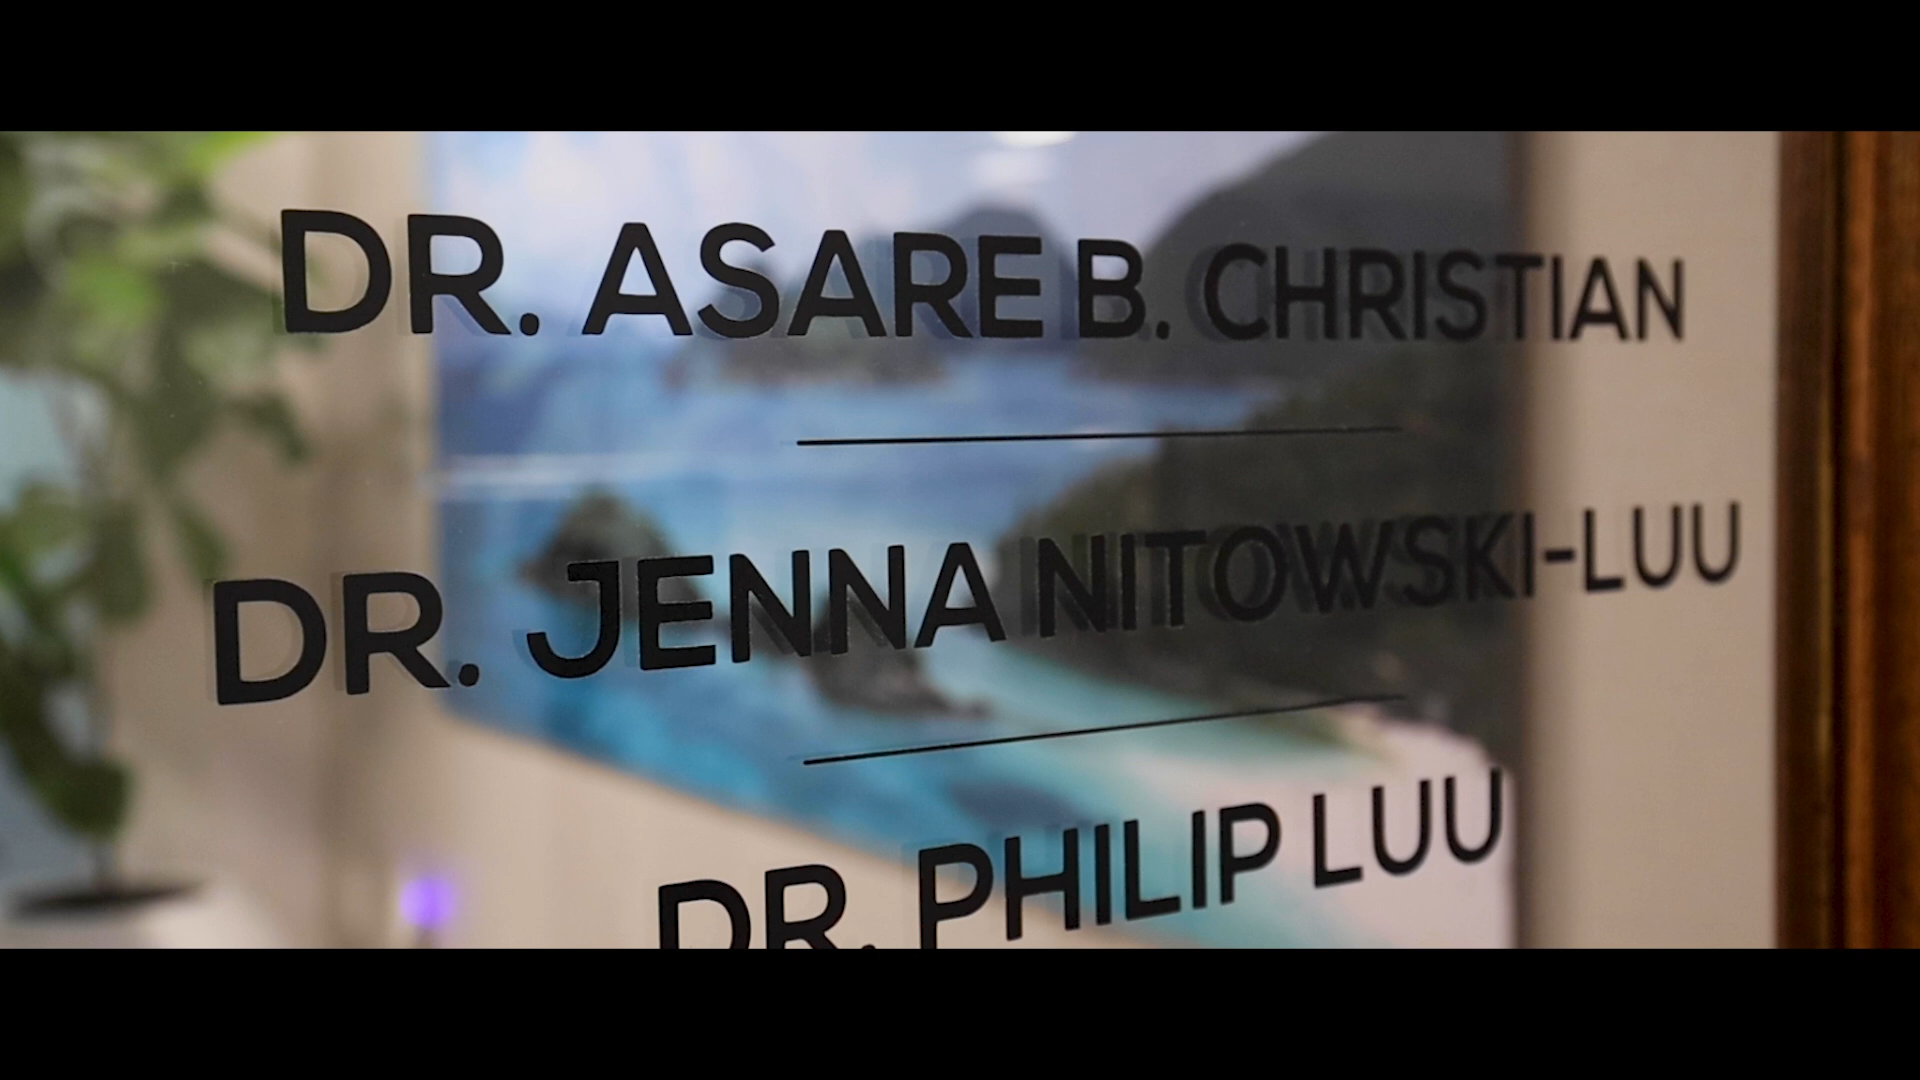 DR. ASARE B. CHRISTIAN
DR. JENNA NITOWSKI-LUU
DR. PHILIP LUU